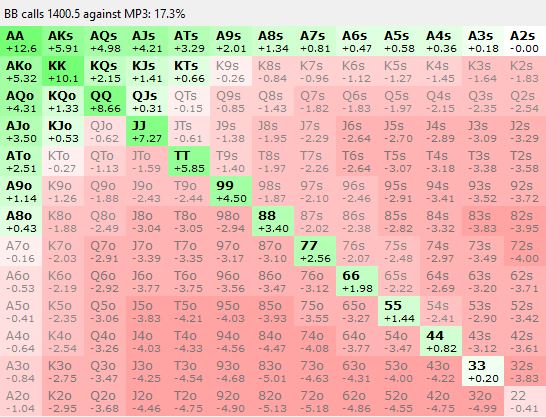 BB calls 1400.5 against MP3: 17.3%
AA AKs AQs AJs ATs A9s A8s A7s A6s A5s A4s A3s A2s
+12.6 +5.91 +4.98 +4.21 +3.29 +2.01 +1.34 +0.81 +0.47 +0.58 +0.36 +0.18 -0.00
AKo KK KQs KJs KTs K9s K8s K7s K6s K5s K4s K3s K2s
+5.32 +10.1 +2.15 +1.41 +0.66 -0.26 -0.84 -0.96 -1.12 -1.27 -1.45 -1.64 -1.83
AQo KQo QQ QJs QTs Q9s Q8s Q7s Q6s Q5s Q4s Q3s Q2s
+4.31 +1.33 +8.66 +0.31 -0.15 -0.85 -1.43 -1.82 -1.83 -1.97 -2.15 -2.35 -2.54
AJo KJo QJo JJ JTs J9s J8s J7s J6s J5s J4s J3s J2s
+3.50 +0.53 -0.62 +7.27 -0.61 -1.38 -1.95 -2.29 -2.64 -2.70 -2.89 -3.09 -3.29
ATo KTo QTo JTo TT T9s T8s T7s T6s T5s T4s T3s T2s
+2.51 -0.27 -1.13 -1.59 +5.85 -1.40 -1.97 -2.26 -2.64 -3.07 -3.18 -3.38 -3.58
A9o K9o Q9o J9o T9o 99 98s 97s 96s 95s 94s 93s 92s
+1.14 -1.26 -1.88 -2.43 -2.44 +4.50 -1.87 -2.10 -2.46 -2.91 -3.41 -3.52 -3.72
A8o K8o Q8o J8o T8o 98o 88 87s 86s 85s 84s 83s 82s
+0.43 -1.88 -2.49 -3.04 -3.05 -2.94 +3.40 -2.02 -2.38 -2.82 -3.32 -3.83 -3.95
A7o K7o Q7o J7o T7o 97o 87o 77 76s 75s 74s 73s 72s
-0.16 -2.03 -2.91 -3.39 -3.35 -3.17 -3.10 +2.56 -2.07 -2.48 -2.97 -3.49 -4.00
A6o K6o Q6o J6o T6o 96o 86o 76o 66 65s 64s 63s 62s
-0.53 -2.19 -2.92 -3.77 -3.75 -3.56 -3.47 -3.12 +1.98 -2.22 -2.69 -3.20 -3.71
A5o K5o Q5o J5o T5o 95o 85o 75o 65o 55 54s 53s 52s
-0.41 -2.35 -3.06 -3.83 -4.21 -4.03 -3.93 -3.55 -3.27 +1.44 -2.41 -2.90 -3.42
A4o K4o Q4o J4o T4o 94o 84o 74o 64o 54o 44 43s 42s
-0.64 -2.54 -3.26 -4.03 -4.33 -4.56 -4.47 -4.08 -3.77 -3.47 +0.82 -3.12 -3.61
A3o K3o Q3o J3o T3o 93o 83o 73o 63o 53o 43o 33 32s
-0.84 -2.75 -3.47 -4.25 -4.54 -4.68 -5.01 -4.63 -4.31 -4.00 -4.22 +0.20 -3.83
A2o K2o Q2o J2o T2o 92o 82o 72o 62o 52o 42o 32o 22
-1.04 -2.95 -3.68 -4.46 -4.75 -4.90 -5.13 -5.18 -4.86 -4.55 -4.75 -4.99 -0.41